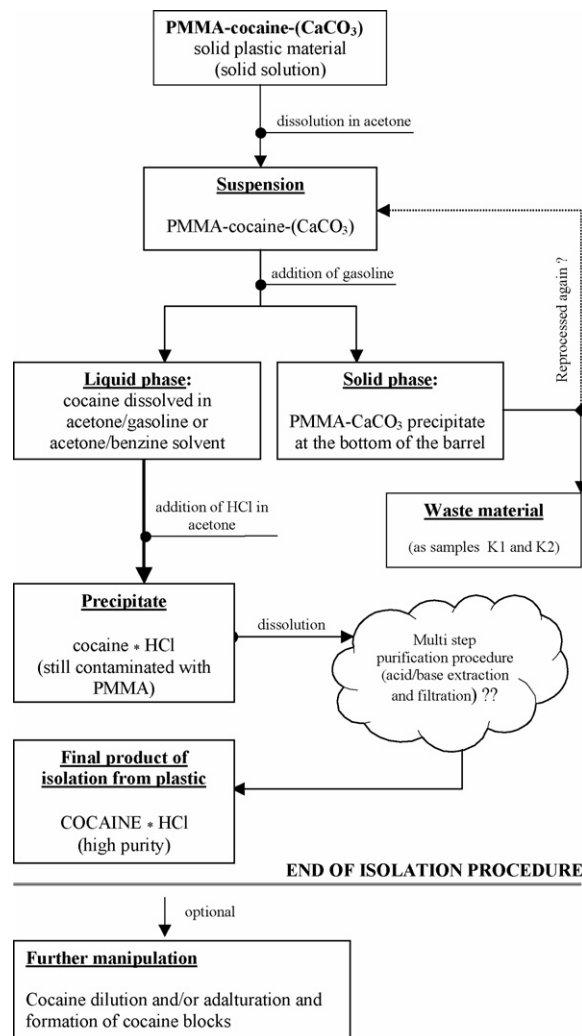 PMMA-cocaine-(CaCO₃)
solid plastic material
(solid solution)
dissolution in acetone
Suspension
PMMA-cocaine-(CaCO₃)
addition of gasoline
Reprocessed again ?
Liquid phase:
cocaine dissolved in
acetone/gasoline or
acetone/benzine solvent
Solid phase:
PMMA-CaCO₃ precipitate
at the bottom of the barrel
addition of HCl in
acetone
Waste material
(as samples K1 and K2)
Precipitate
cocaine * HCl
(still contaminated with
PMMA)
dissolution
Multi step
purification procedure
(acid/base extraction
and filtration) ??
Final product of
isolation from plastic
COCAINE * HCl
(high purity)
END OF ISOLATION PROCEDURE
optional
Further manipulation
Cocaine dilution and/or adalturation and
formation of cocaine blocks